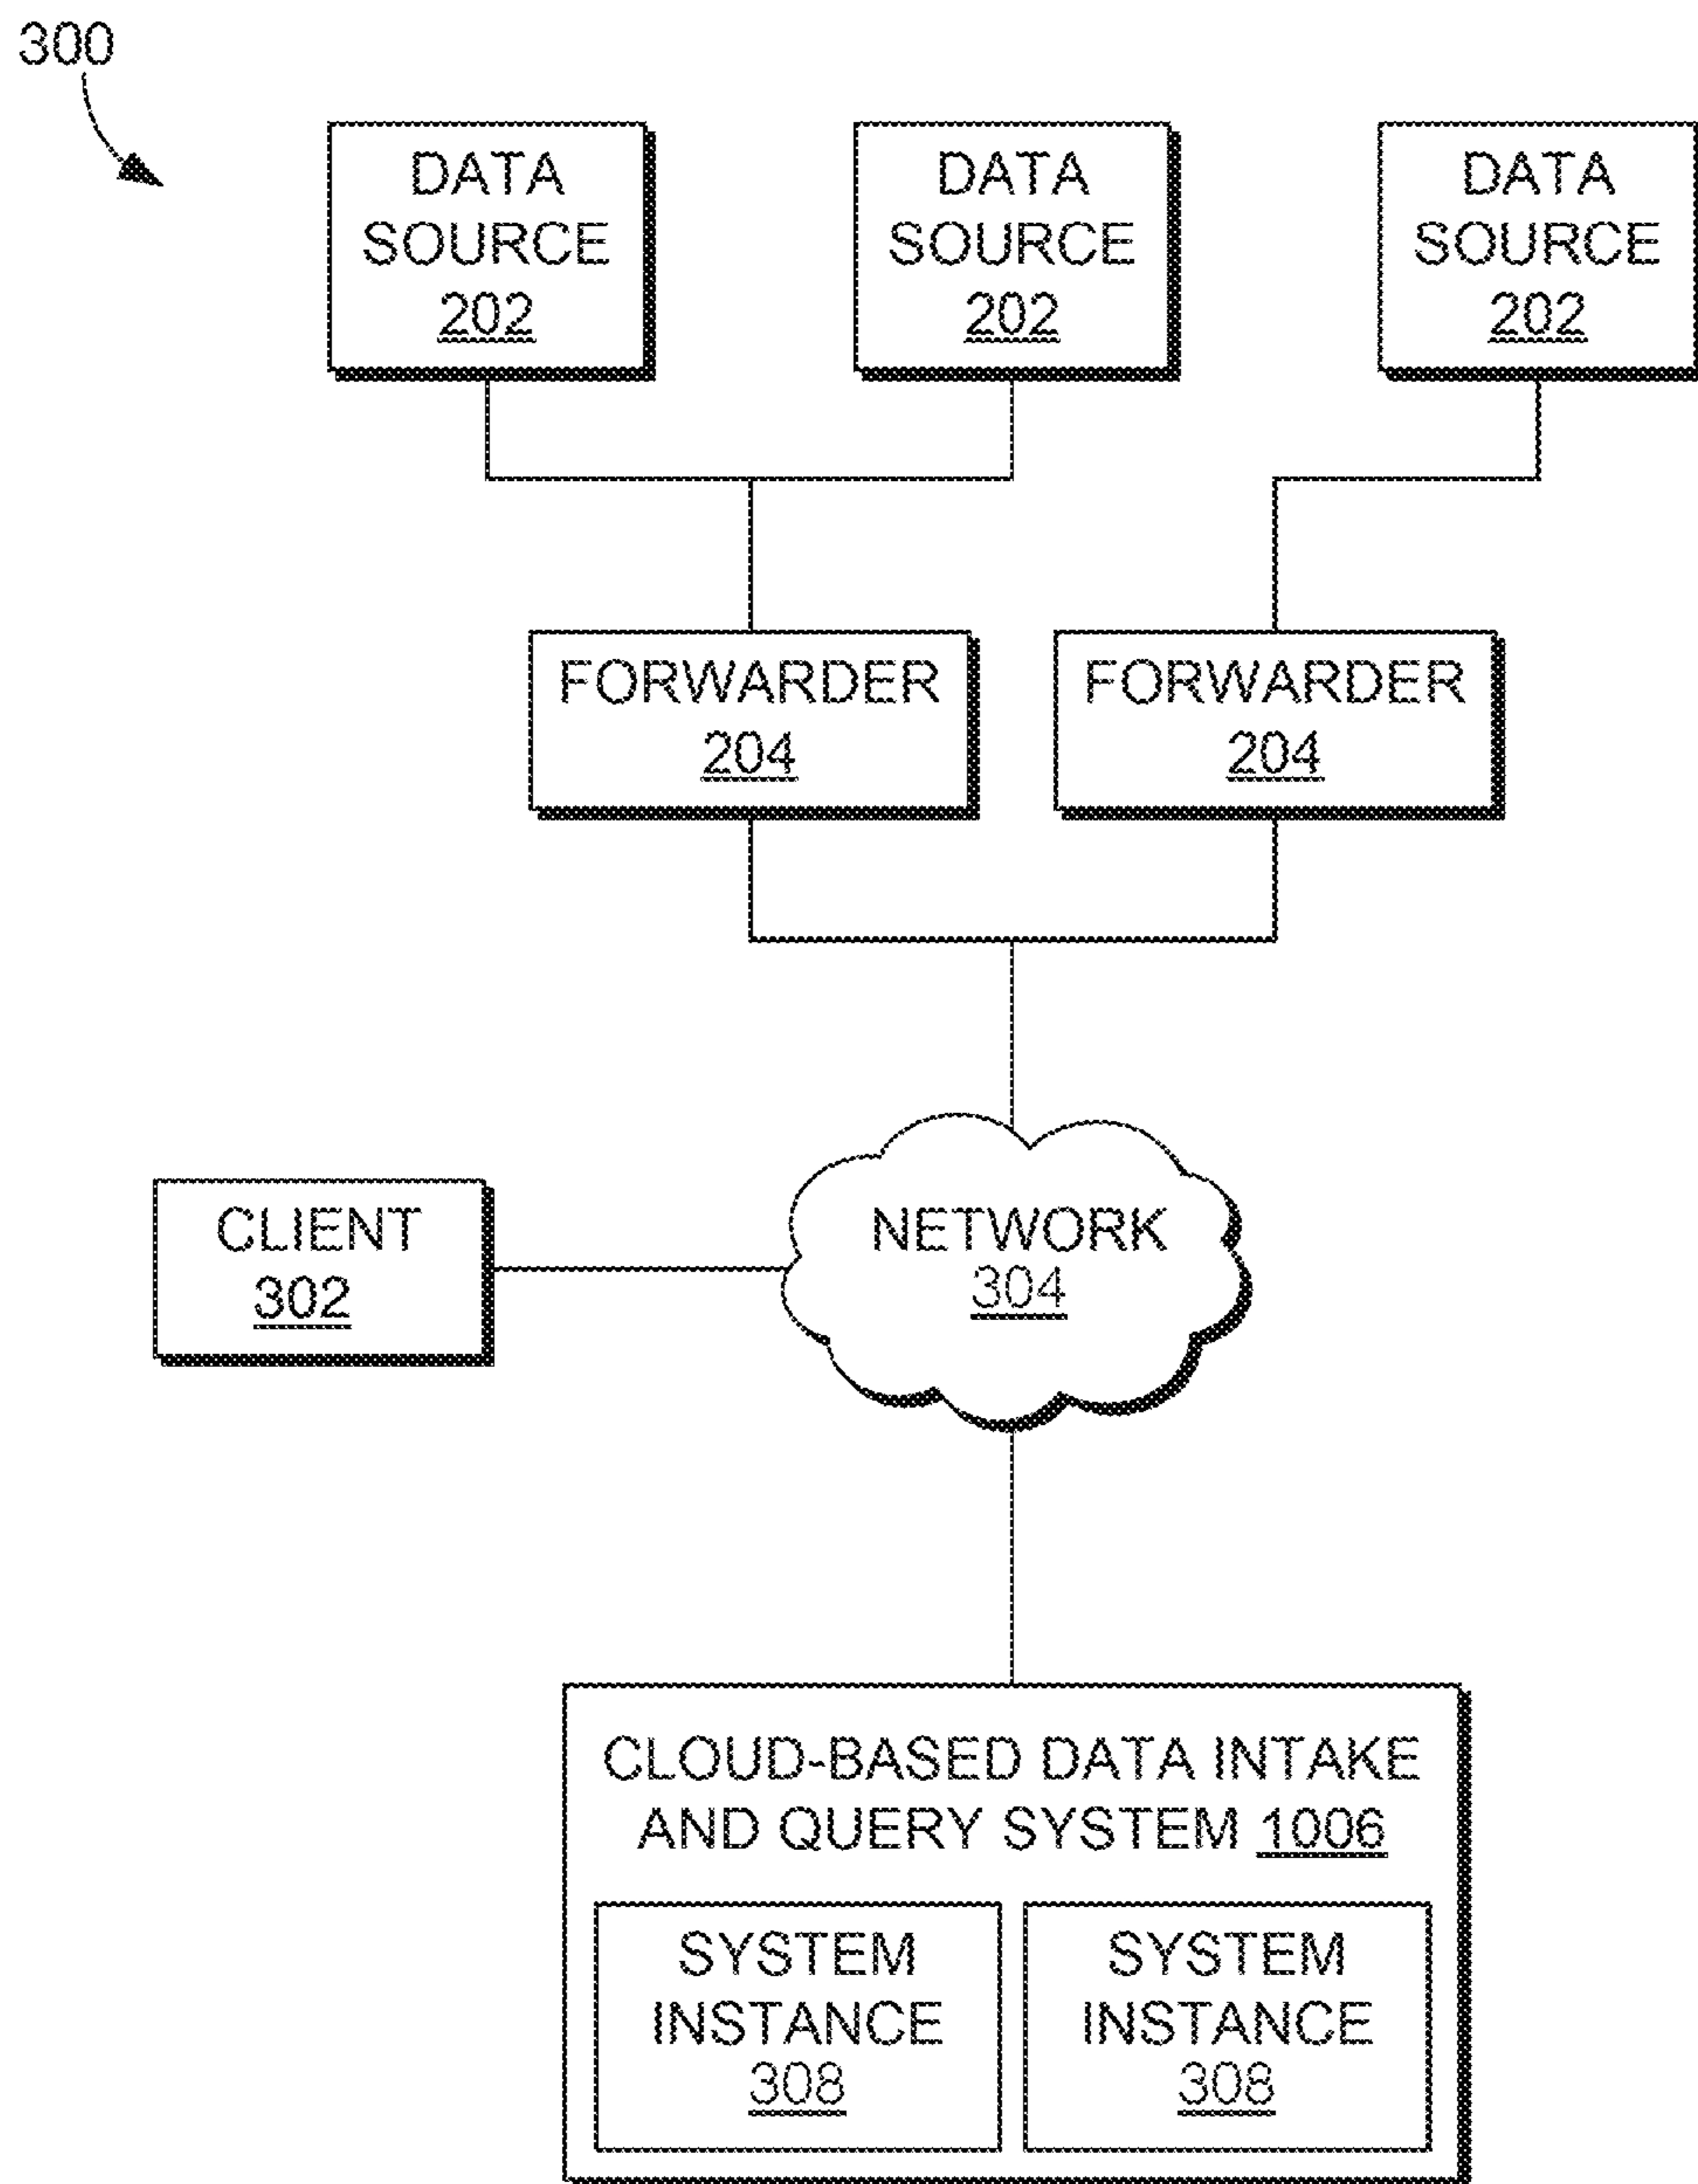 300
DATA
SOURCE
202
DATA
SOURCE
202
DATA
SOURCE
202
FORWARDER
204
FORWARDER
204
CLIENT
302
NETWORK
304
CLOUD-BASED DATA INTAKE
AND QUERY SYSTEM 1006
SYSTEM
INSTANCE
308
SYSTEM
INSTANCE
308